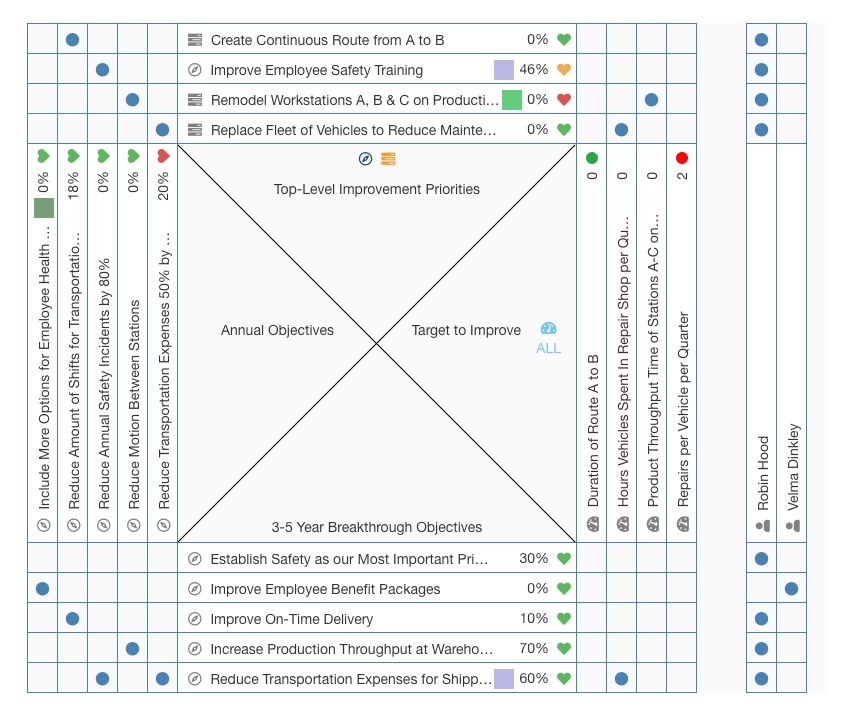 Create Continuous Route from A to B 0%
Improve Employee Safety Training 46%
Remodel Workstations A, B & C on Producti... 0%
Replace Fleet of Vehicles to Reduce Mainte... 0%
Include More Options for Employee Health ... 0%
Reduce Amount of Shifts for Transportatio... 18%
Reduce Annual Safety Incidents by 80% 0%
Reduce Motion Between Stations 0%
Reduce Transportation Expenses 50% by ... 20%
Top-Level Improvement Priorities
Annual Objectives
Target to Improve
ALL
3-5 Year Breakthrough Objectives
Duration of Route A to B 0
Hours Vehicles Spent In Repair Shop per Qu... 0
Product Throughput Time of Stations A-C on... 0
Repairs per Vehicle per Quarter 2
Robin Hood
Velma Dinkley
Establish Safety as our Most Important Pri... 30%
Improve Employee Benefit Packages 0%
Improve On-Time Delivery 10%
Increase Production Throughput at Wareho... 70%
Reduce Transportation Expenses for Shipp... 60%